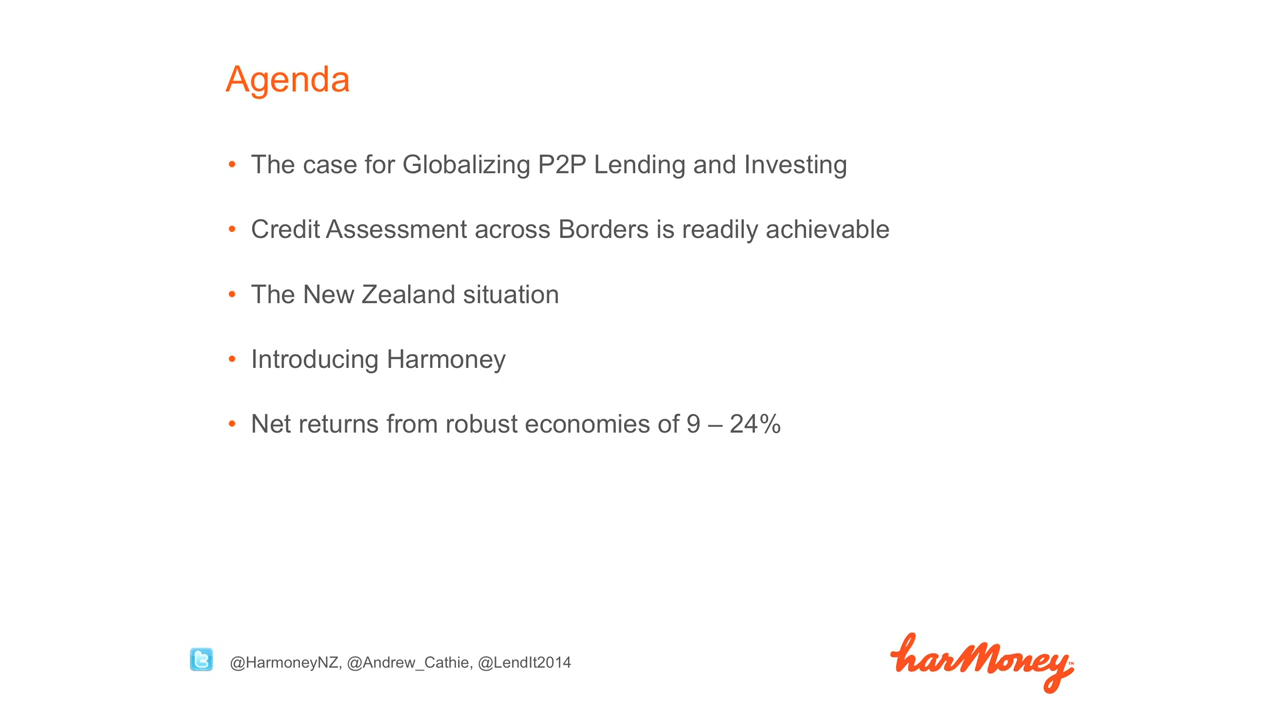 Agenda
• The case for Globalizing P2P Lending and Investing
• Credit Assessment across Borders is readily achievable
• The New Zealand situation
• Introducing Harmoney
• Net returns from robust economies of 9 – 24%
@HarmoneyNZ, @Andrew_Cathie, @LendIt2014
harMoney™